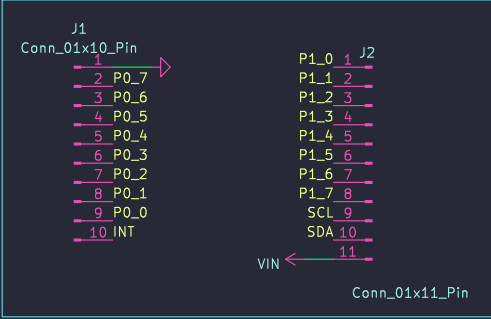 J1
Conn_01x10_Pin
1
2 P0_7
3 P0_6
4 P0_5
5 P0_4
6 P0_3
7 P0_2
8 P0_1
9 P0_0
10 INT
J2
P1_0 1
P1_1 2
P1_2 3
P1_3 4
P1_4 5
P1_5 6
P1_6 7
P1_7 8
SCL 9
SDA 10
VIN 11
Conn_01x11_Pin